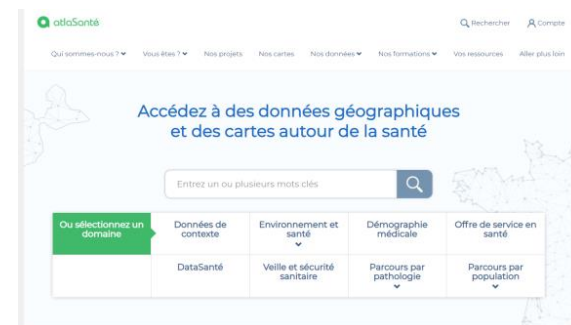 atlaSanté
Rechercher Compte
Qui sommes-nous ? Vous êtes ? Nos projets Nos cartes Nos données Nos formations Vos ressources Aller plus loin
Accédez à des données géographiques
et des cartes autour de la santé
Entrez un ou plusieurs mots clés
Ou sélectionnez un domaine
Données de contexte
Environnement et santé
Démographie médicale
Offre de service en santé
DataSanté
Veille et sécurité sanitaire
Parcours par pathologie
Parcours par population